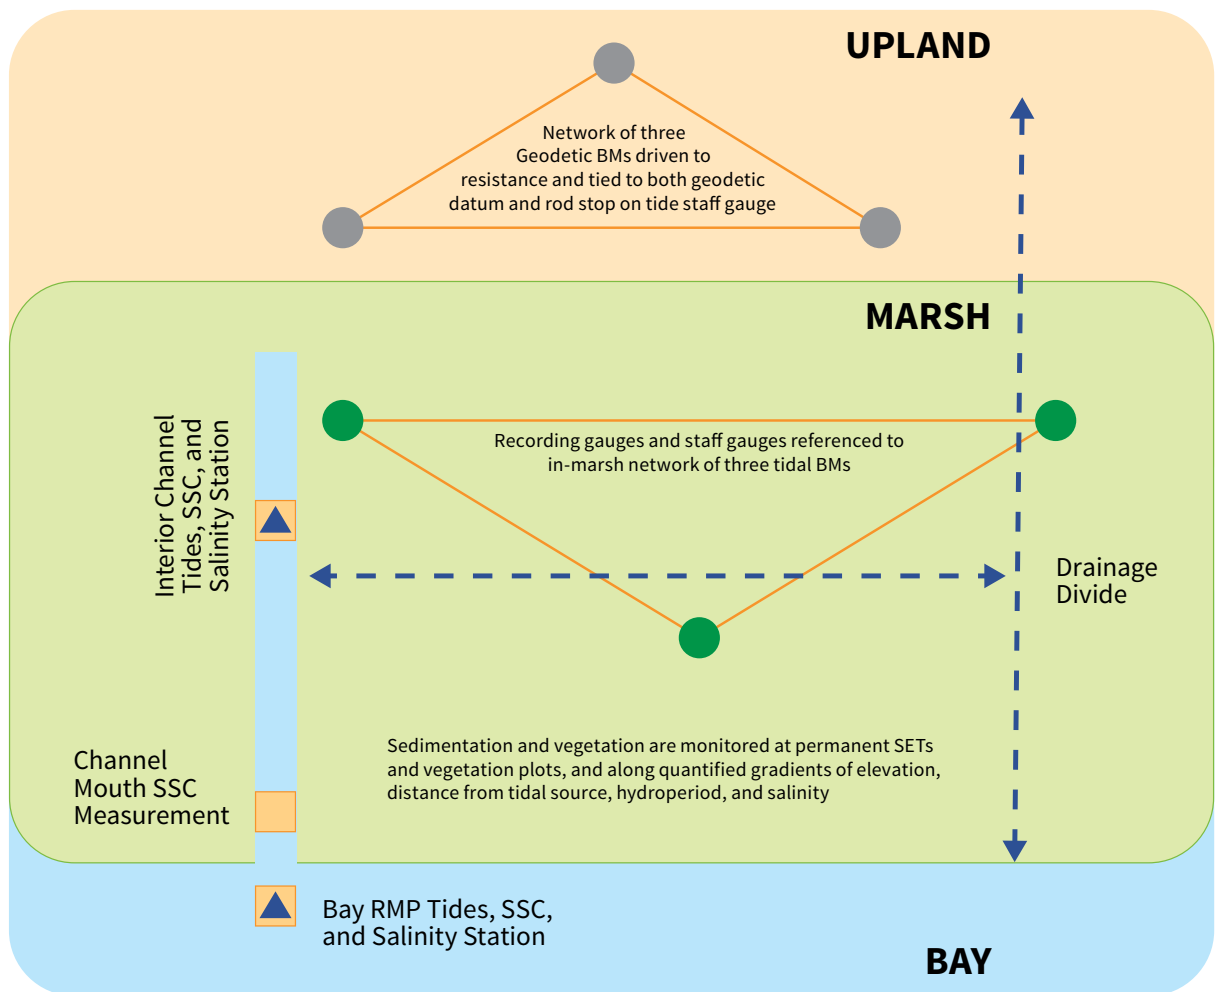 UPLAND
Network of three
Geodetic BMs driven to
resistance and tied to both geodetic
datum and rod stop on tide staff gauge
MARSH
Interior Channel
Tides, SSC, and
Salinity Station
Recording gauges and staff gauges referenced to
in-marsh network of three tidal BMs
Drainage
Divide
Sedimentation and vegetation are monitored at permanent SETs
and vegetation plots, and along quantified gradients of elevation,
distance from tidal source, hydroperiod, and salinity
Channel
Mouth SSC
Measurement
Bay RMP Tides, SSC,
and Salinity Station
BAY